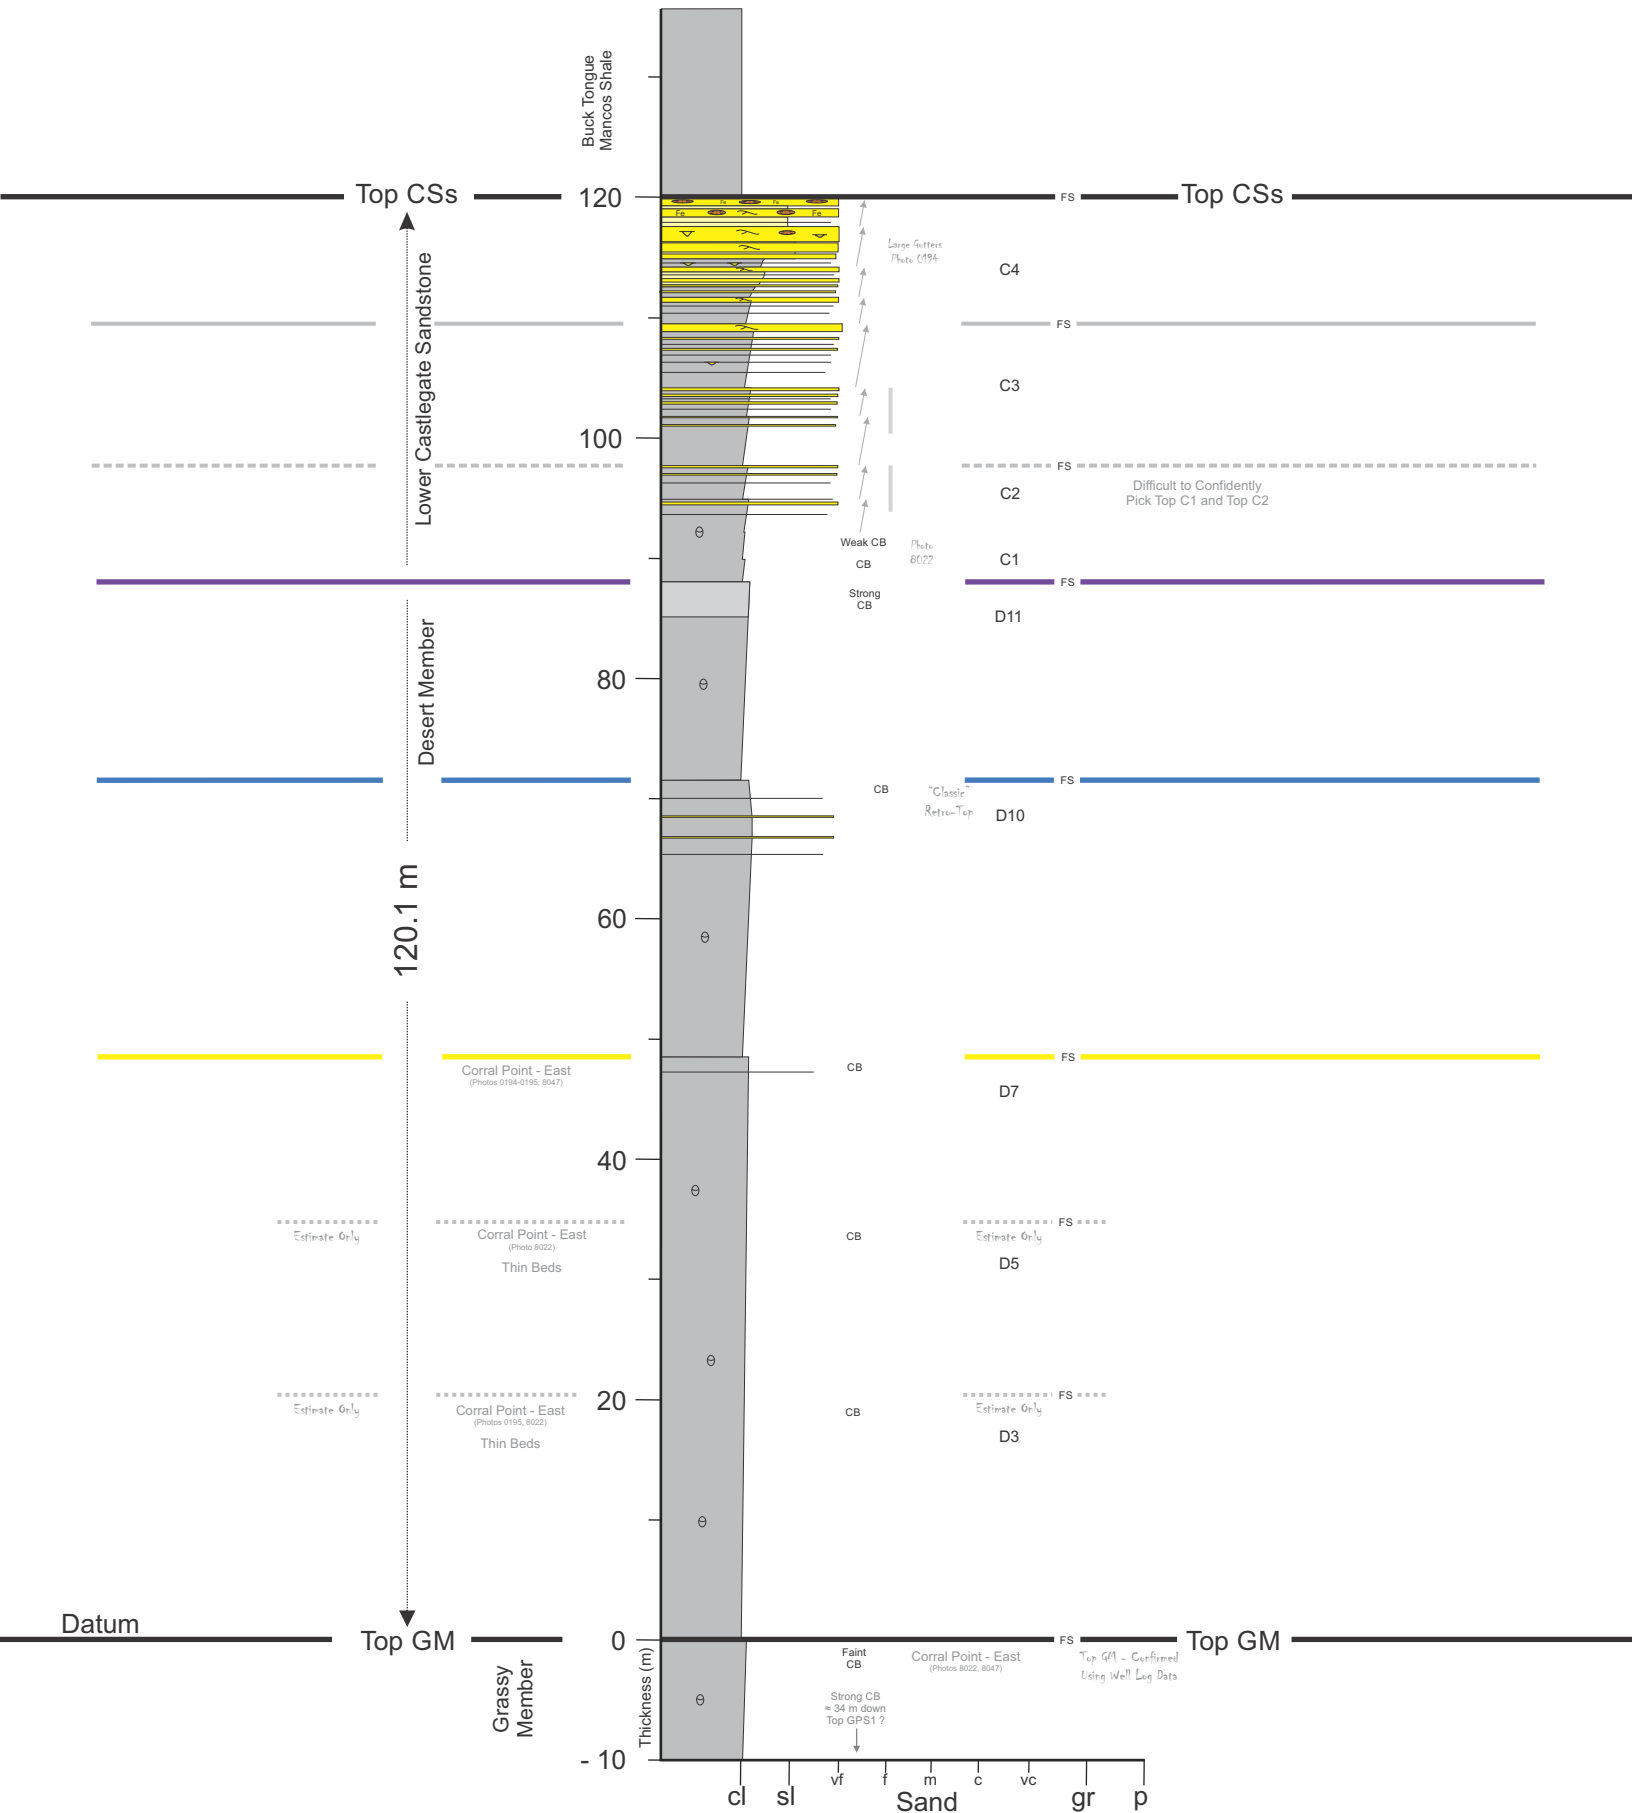 Buck Tongue
Mancos Shale
Top CSs
120
FS
Top CSs
Fe
Fe
Fe
Fe
Large Gutters
Photo 0194
C4
Lower Castlegate Sandstone
FS
C3
100
FS
Difficult to Confidently
Pick Top C1 and Top C2
C2
Weak CB
Photo
8022
CB
C1
FS
Strong
CB
D11
Desert Member
80
FS
CB
"Classic"
Retro-Top
D10
120.1 m
60
FS
Corral Point - East
(Photos 0194-0195; 8047)
CB
D7
40
FS
Estimate Only
Corral Point - East
(Photo 8022)
Thin Beds
CB
Estimate Only
D5
20
FS
Estimate Only
Corral Point - East
(Photos 0195, 8022)
Thin Beds
CB
Estimate Only
D3
Datum
Top GM
0
FS
Top GM
Grassy
Member
Thickness (m)
Faint
CB
Corral Point - East
(Photos 8022, 8047)
Top GM - Confirmed
Using Well Log Data
Strong CB
≈ 34 m down
Top GPS1 ?
- 10
cl
sl
vf
f
m
c
vc
gr
p
Sand